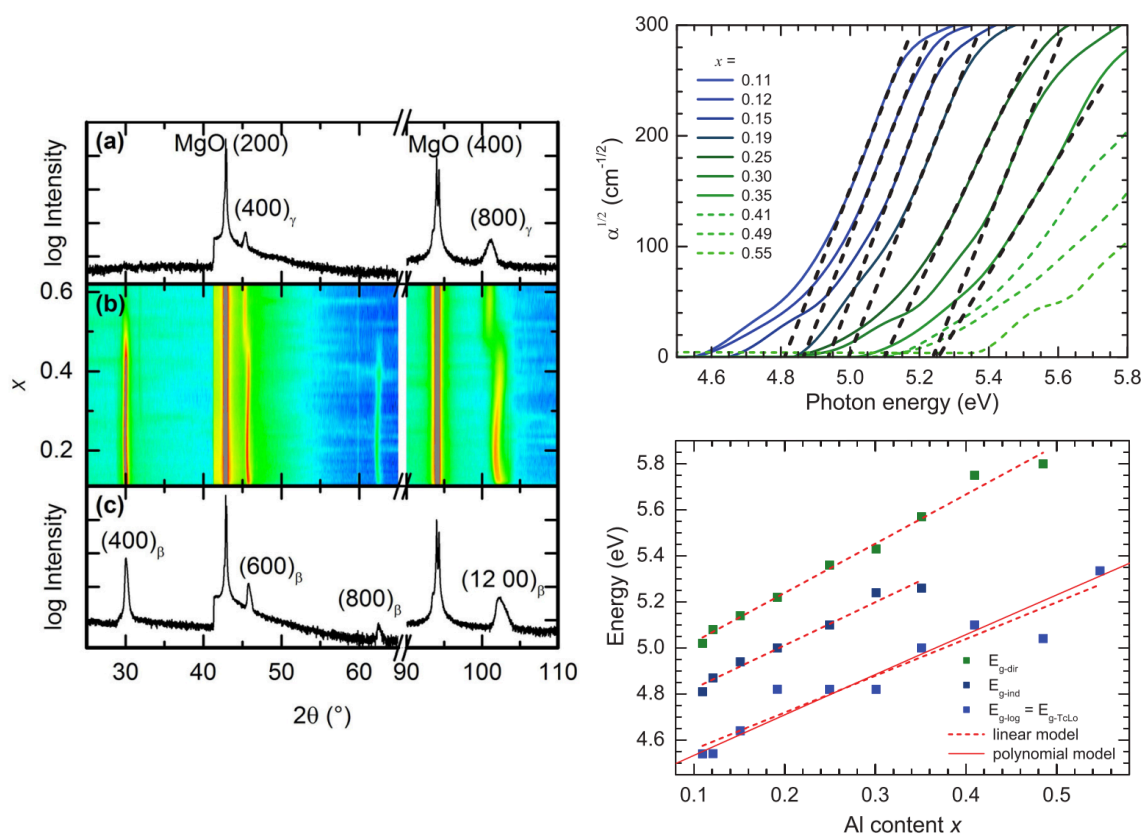 (a)
MgO (200)
MgO (400)
(400)γ
(800)γ
log Intensity
(b)
0.6
0.4
0.2
x
(c)
(400)β
(600)β
(800)β
(12 00)β
log Intensity
30 40 50 60 90 100 110
2θ (°)
300
200
100
0
α1/2 (cm-1/2)
x =
0.11
0.12
0.15
0.19
0.25
0.30
0.35
0.41
0.49
0.55
4.6 4.8 5.0 5.2 5.4 5.6 5.8
Photon energy (eV)
5.8
5.6
5.4
5.2
5.0
4.8
4.6
Energy (eV)
Eg-dir
Eg-ind
Eg-log = Eg-TcLo
linear model
polynomial model
0.1 0.2 0.3 0.4 0.5
Al content x